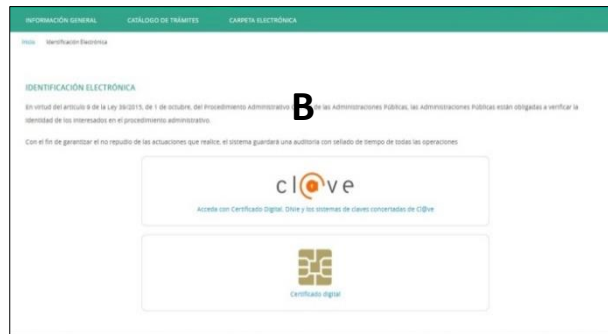 INFORMACIÓN GENERAL CATÁLOGO DE TRÁMITES CARPETA ELECTRÓNICA
Inicio Identificación Electrónica
IDENTIFICACIÓN ELECTRÓNICA
B
En virtud del artículo 9 de la Ley 39/2015, de 1 de octubre, del Procedimiento Administrativo de las Administraciones Públicas, las Administraciones Públicas están obligadas a verificar la
identidad de los interesados en el procedimiento administrativo.
Con el fin de garantizar el no repudio de las actuaciones que realice, el sistema guardará una auditoría con sellado de tiempo de todas las operaciones
cl@ve
Acceda con Certificado Digital, DNIe y los sistemas de claves concertadas de Cl@ve
Certificado digital